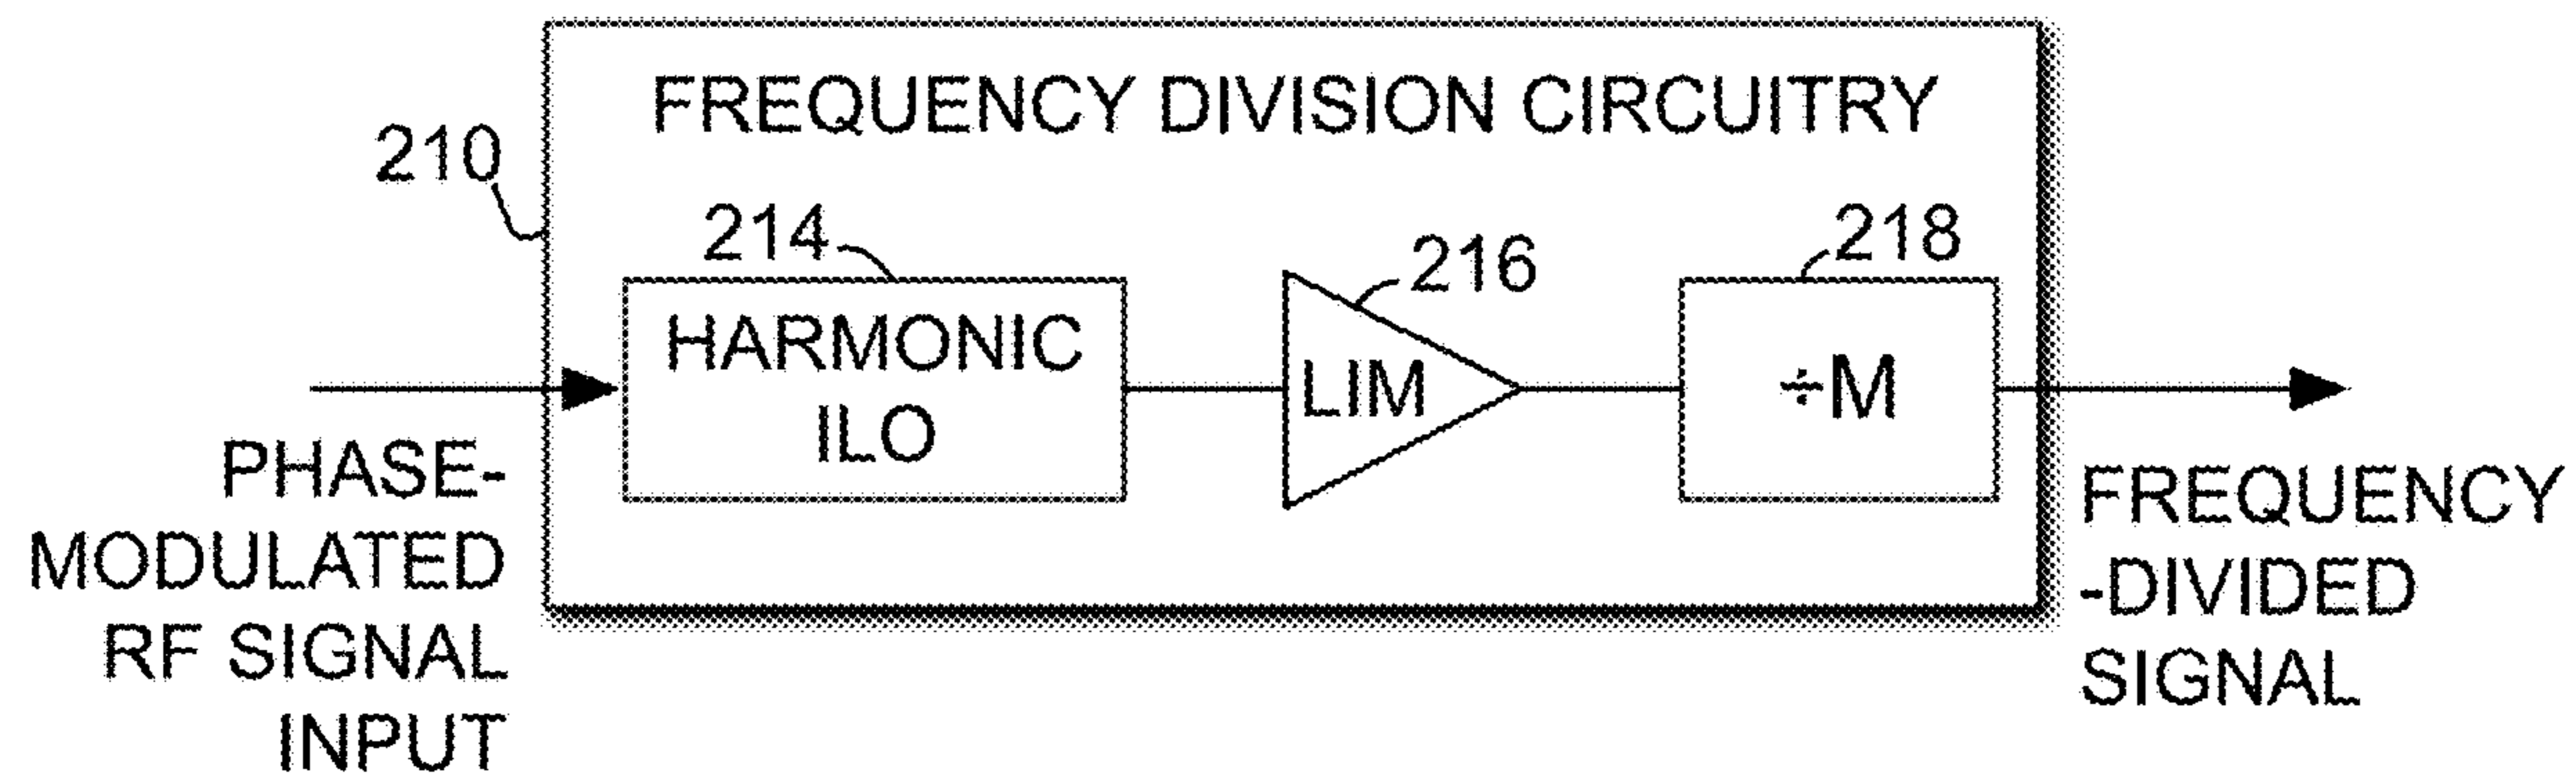 FREQUENCY DIVISION CIRCUITRY
210
214
216
218
HARMONIC
ILO
LIM
÷M
PHASE-
MODULATED
RF SIGNAL
INPUT
FREQUENCY
-DIVIDED
SIGNAL